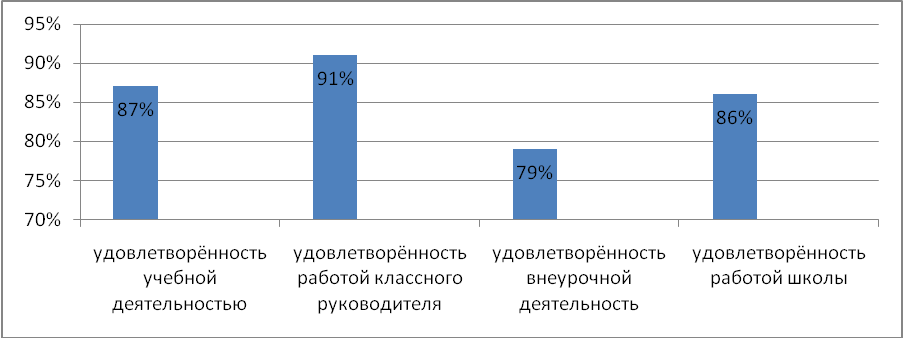 95%
90%
85%
80%
75%
70%
87%
91%
79%
86%
удовлетворённость
учебной
деятельностью
удовлетворённость
работой классного
руководителя
удовлетворённость
внеурочной
деятельность
удовлетворённость
работой школы